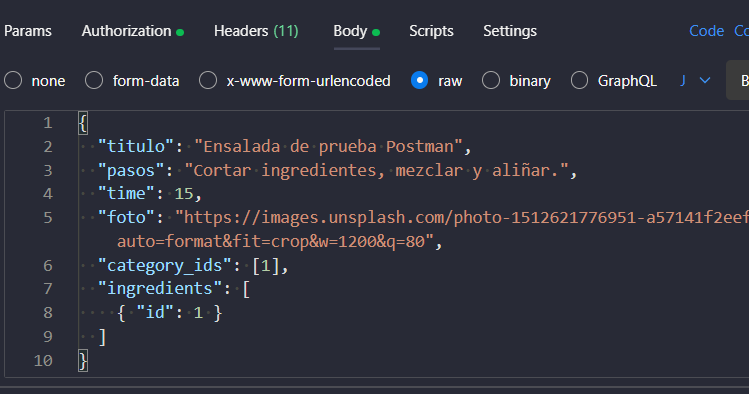 Params Authorization Headers (11) Body Scripts Settings Code Co
none form-data x-www-form-urlencoded raw binary GraphQL J B
1 {
2 "titulo": "Ensalada de prueba Postman",
3 "pasos": "Cortar ingredientes, mezclar y aliñar.",
4 "time": 15,
5 "foto": "https://images.unsplash.com/photo-1512621776951-a57141f2eef
auto=format&fit=crop&w=1200&q=80",
6 "category_ids": [1],
7 "ingredients": [
8 { "id": 1 }
9 ]
10 }